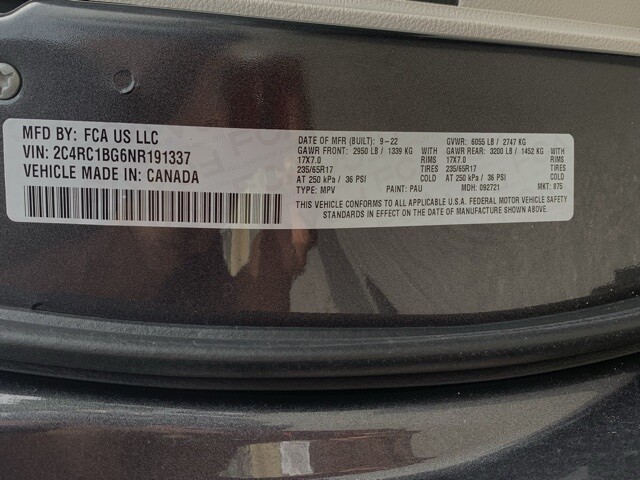 MFD BY: FCA US LLC
VIN: 2C4RC1BG6NR191337
VEHICLE MADE IN: CANADA
DATE OF MFR (BUILT): 9-22 GVWR: 6055 LB / 2747 KG
GAWR FRONT: 2950 LB / 1339 KG WITH GAWR REAR: 3200 LB / 1452 KG WITH
17X7.0 RIMS 17X7.0 RIMS
235/65R17 TIRES 235/65R17 TIRES
AT 250 kPa / 36 PSI COLD AT 250 kPa / 36 PSI COLD
TYPE: MPV PAINT: PAU MDH: 092721 MKT: 875
THIS VEHICLE CONFORMS TO ALL APPLICABLE U.S.A. FEDERAL MOTOR VEHICLE SAFETY
STANDARDS IN EFFECT ON THE DATE OF MANUFACTURE SHOWN ABOVE.